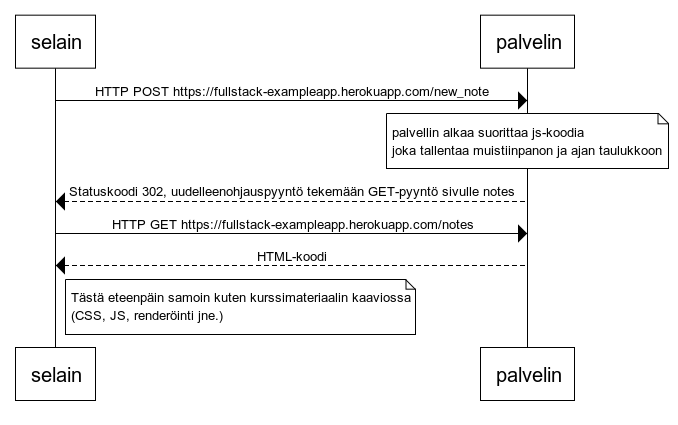 selain
palvelin
HTTP POST https://fullstack-exampleapp.herokuapp.com/new_note
palvellin alkaa suorittaa js-koodia
joka tallentaa muistiinpanon ja ajan taulukkoon
Statuskoodi 302, uudelleenohjauspyyntö tekemään GET-pyyntö sivulle notes
HTTP GET https://fullstack-exampleapp.herokuapp.com/notes
HTML-koodi
Tästä eteenpäin samoin kuten kurssimateriaalin kaaviossa
(CSS, JS, renderöinti jne.)
selain
palvelin